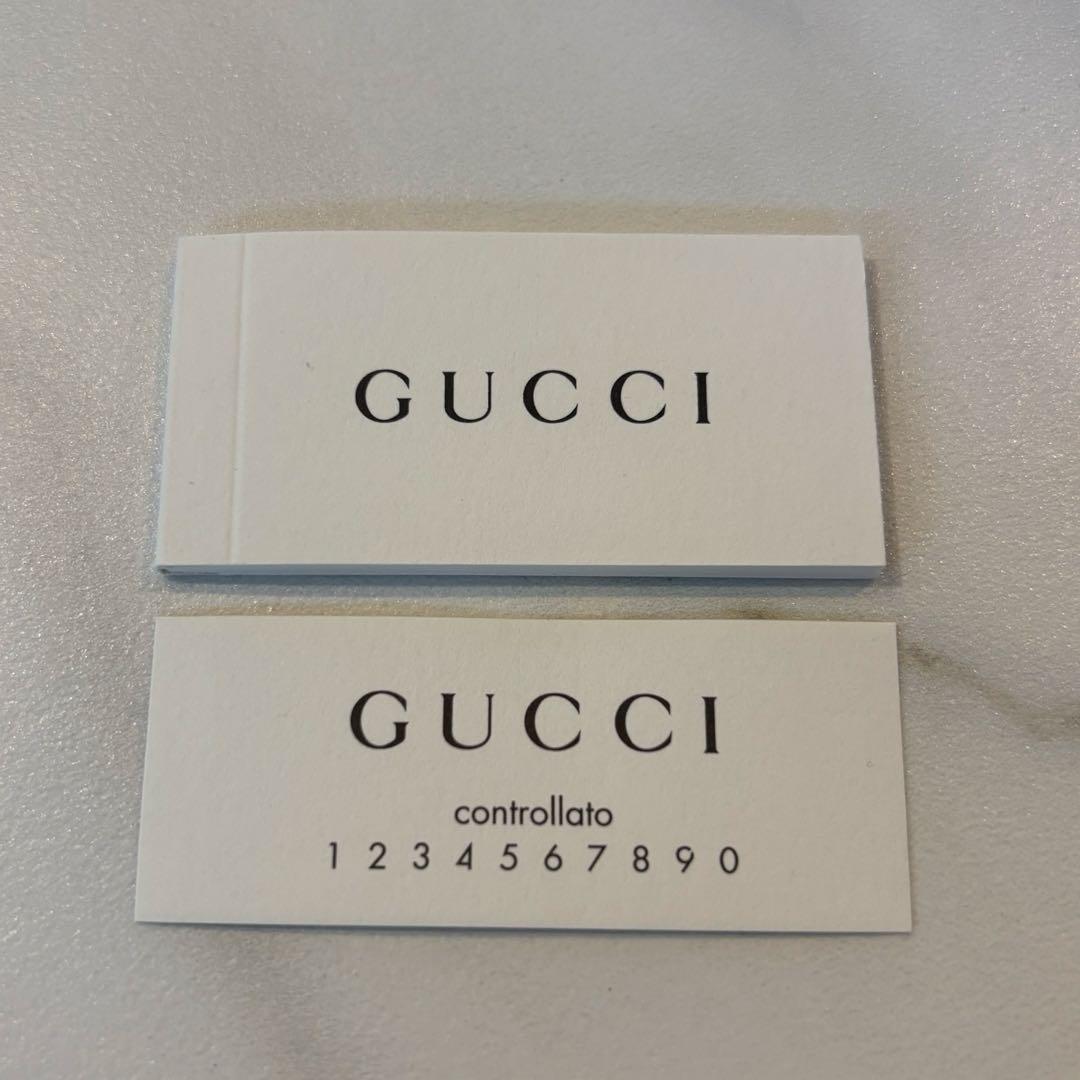 GUCCI
GUCCI
controllato
1 2 3 4 5 6 7 8 9 0